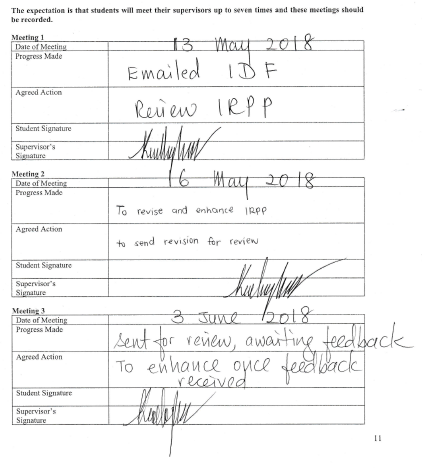 The expectation is that students will meet their supervisors up to seven times and these meetings should
be recorded.
Meeting 1
Date of Meeting 13 May 2018
Progress Made
Emailed IDF
Agreed Action
Review IRPP
Student Signature
Supervisor's
Signature
Meeting 2
Date of Meeting 16 May 2018
Progress Made
To revise and enhance IRPP
Agreed Action
to send revision for review
Student Signature
Supervisor's
Signature
Meeting 3
Date of Meeting 3 June 2018
Progress Made
Sent for review, awaiting feedback
Agreed Action
To enhance once feedback
received
Student Signature
Supervisor's
Signature
11